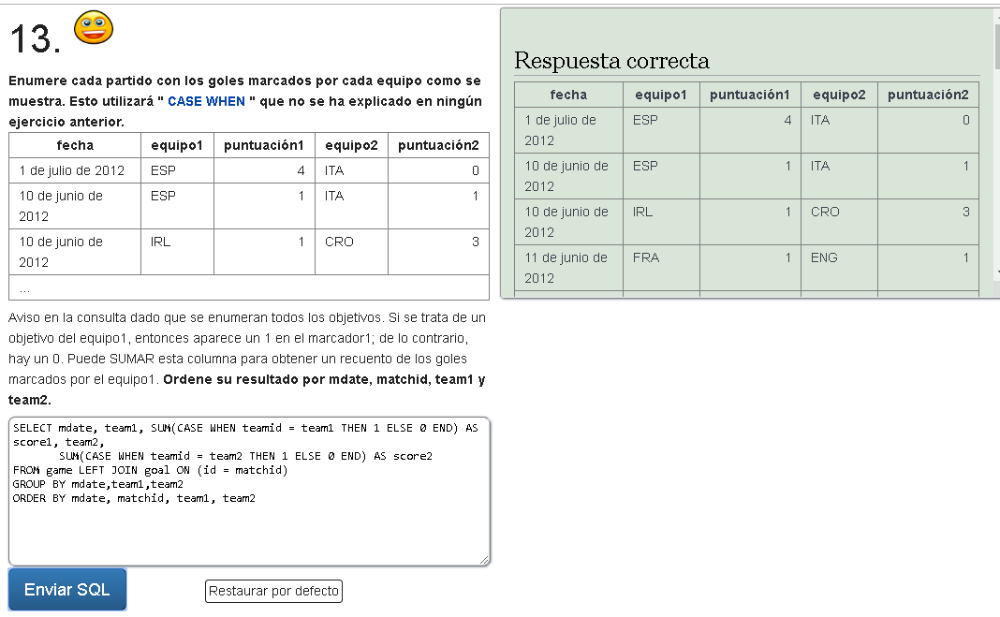 13.
Enumere cada partido con los goles marcados por cada equipo como se
muestra. Esto utilizará " CASE WHEN " que no se ha explicado en ningún
ejercicio anterior.
fecha equipo1 puntuación1 equipo2 puntuación2
1 de julio de 2012 ESP 4 ITA 0
10 de junio de ESP 1 ITA 1
2012
10 de junio de IRL 1 CRO 3
2012
...
Aviso en la consulta dado que se enumeran todos los objetivos. Si se trata de un
objetivo del equipo1, entonces aparece un 1 en el marcador1; de lo contrario,
hay un 0. Puede SUMAR esta columna para obtener un recuento de los goles
marcados por el equipo1. Ordene su resultado por mdate, matchid, team1 y
team2.
SELECT mdate, team1, SUM(CASE WHEN teamid = team1 THEN 1 ELSE 0 END) AS
score1, team2,
SUM(CASE WHEN teamid = team2 THEN 1 ELSE 0 END) AS score2
FROM game LEFT JOIN goal ON (id = matchid)
GROUP BY mdate,team1,team2
ORDER BY mdate, matchid, team1, team2
Enviar SQL
Restaurar por defecto
Respuesta correcta
fecha equipo1 puntuación1 equipo2 puntuación2
1 de julio de ESP 4 ITA 0
2012
10 de junio de ESP 1 ITA 1
2012
10 de junio de IRL 1 CRO 3
2012
11 de junio de FRA 1 ENG 1
2012